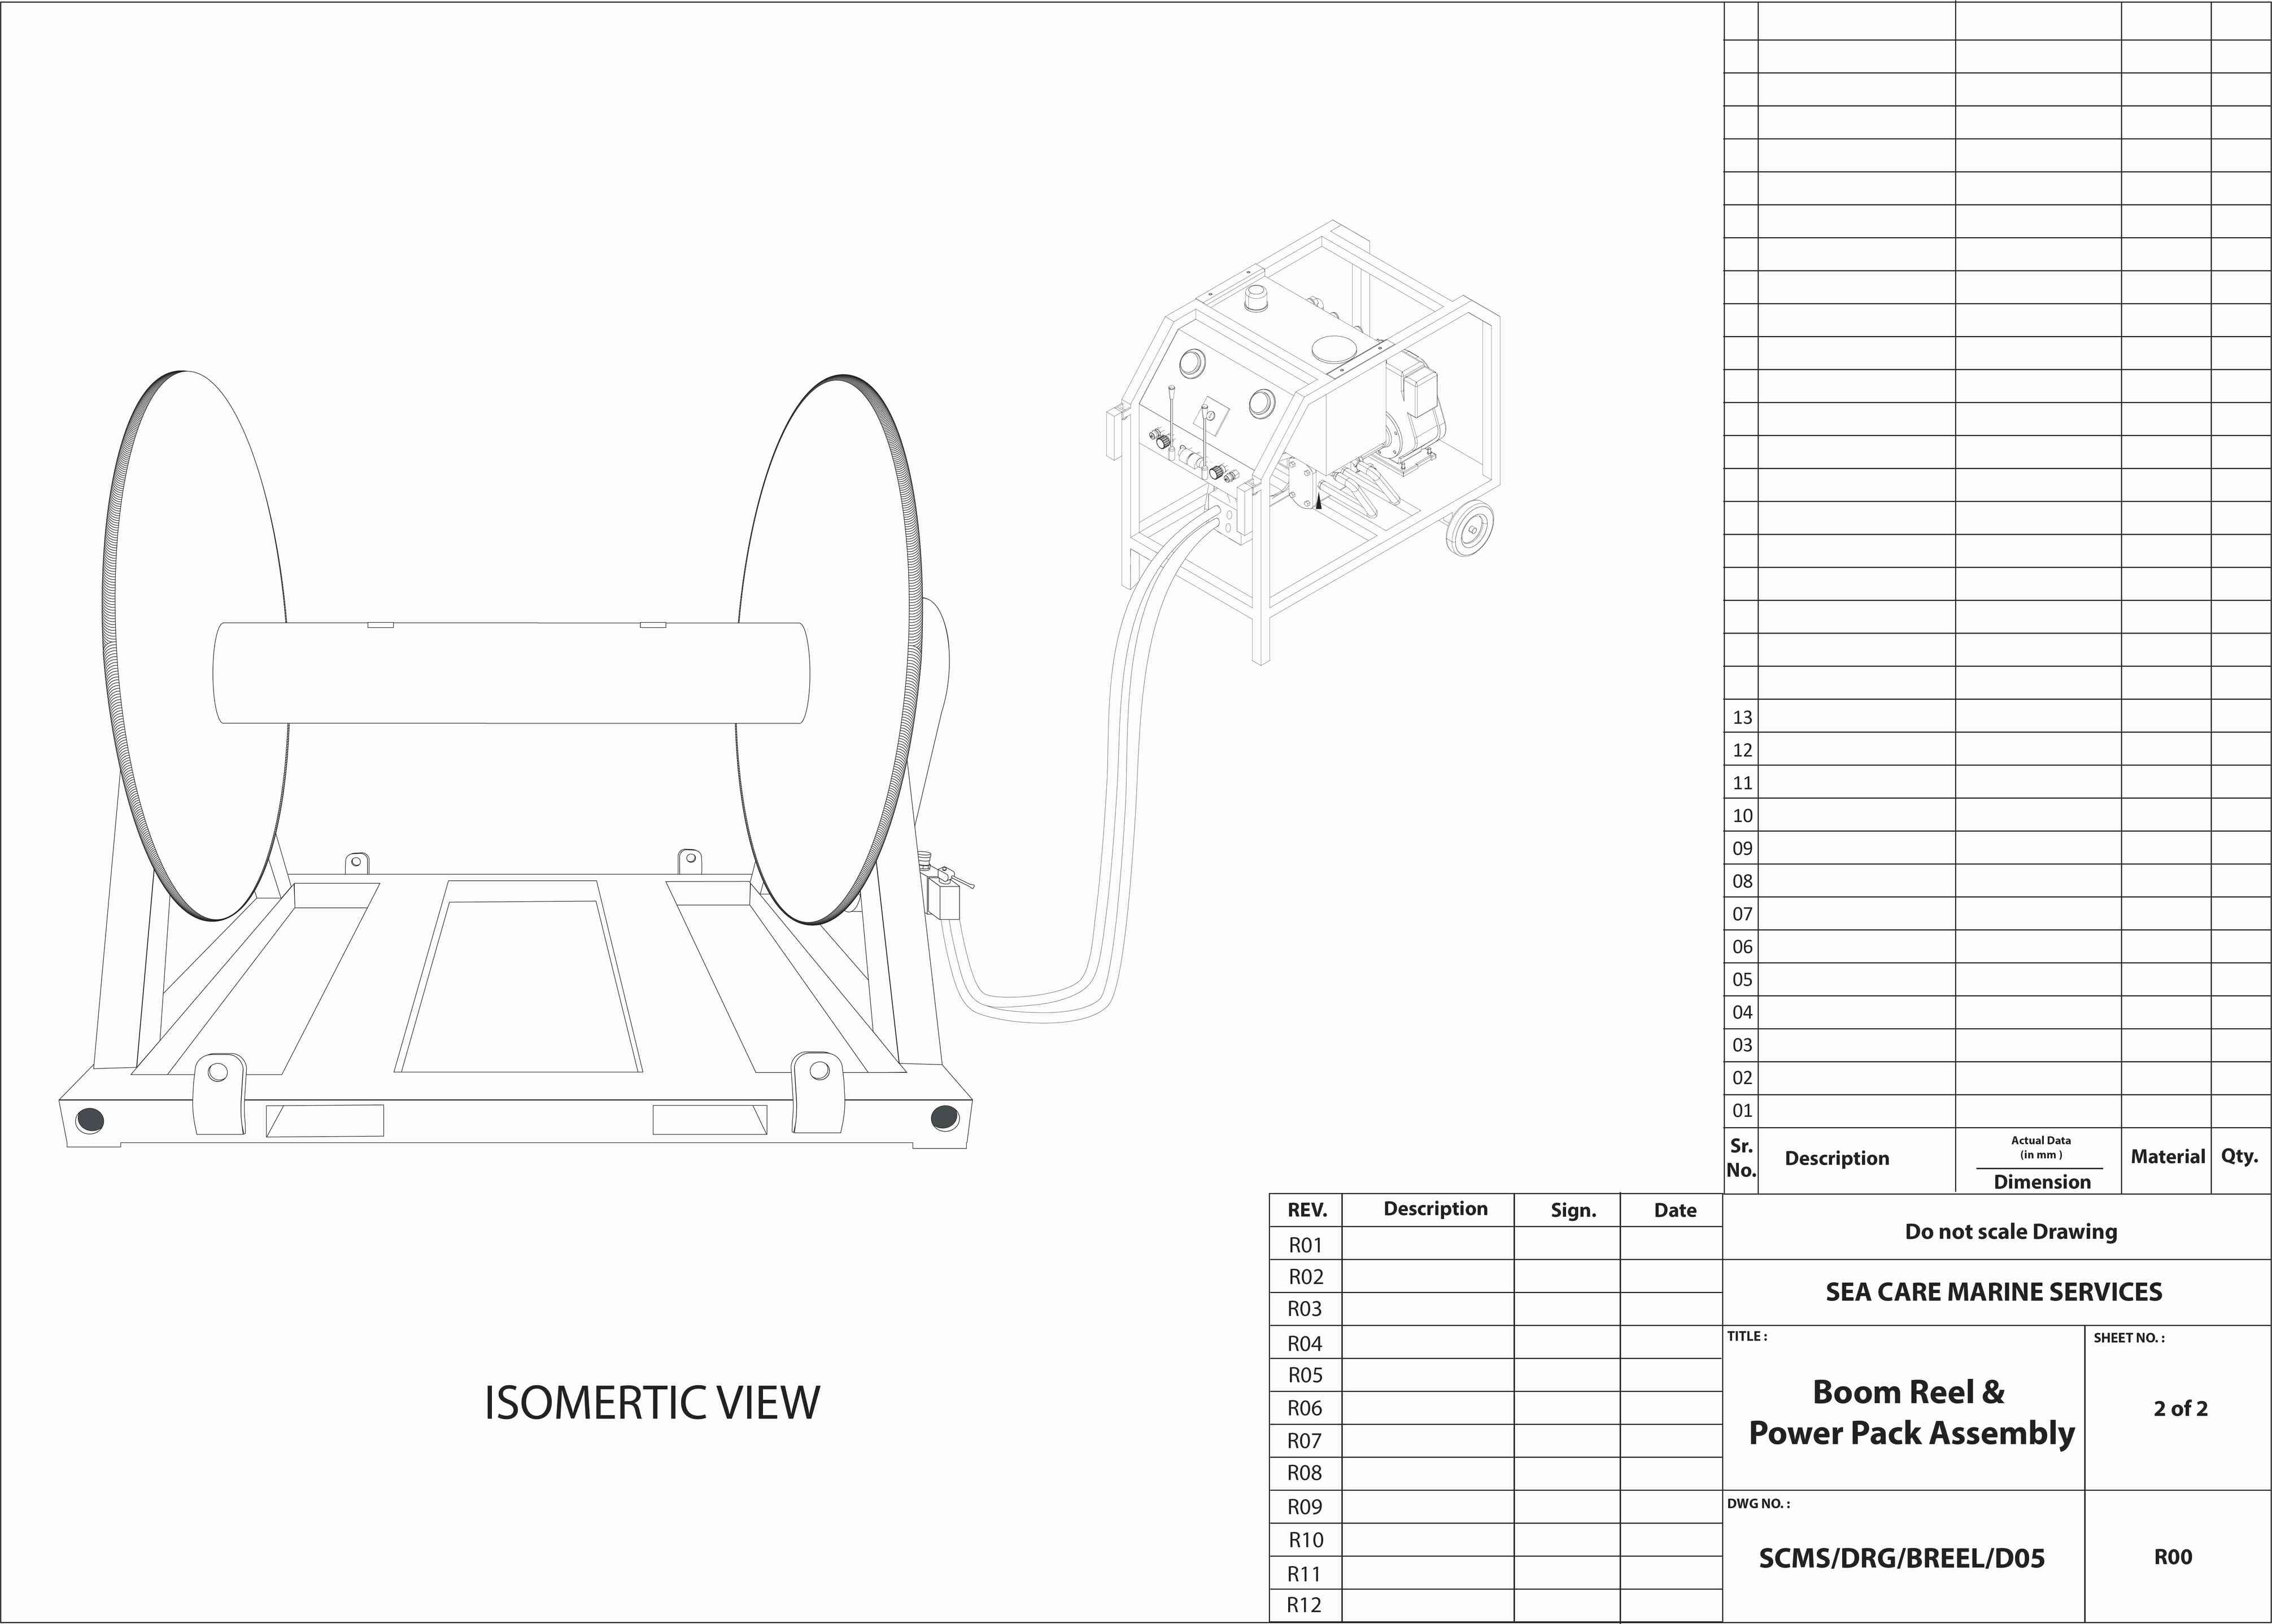 13
12
11
10
09
08
07
06
05
04
03
02
01
Sr.
No.
Description
Actual Data
(in mm )
Dimension
Material
Qty.
REV.
Description
Sign.
Date
R01
R02
R03
R04
R05
R06
R07
R08
R09
R10
R11
R12
Do not scale Drawing
SEA CARE MARINE SERVICES
TITLE :
Boom Reel &
Power Pack Assembly
SHEET NO. :
2 of 2
DWG NO. :
SCMS/DRG/BREEL/D05
R00
ISOMERTIC VIEW